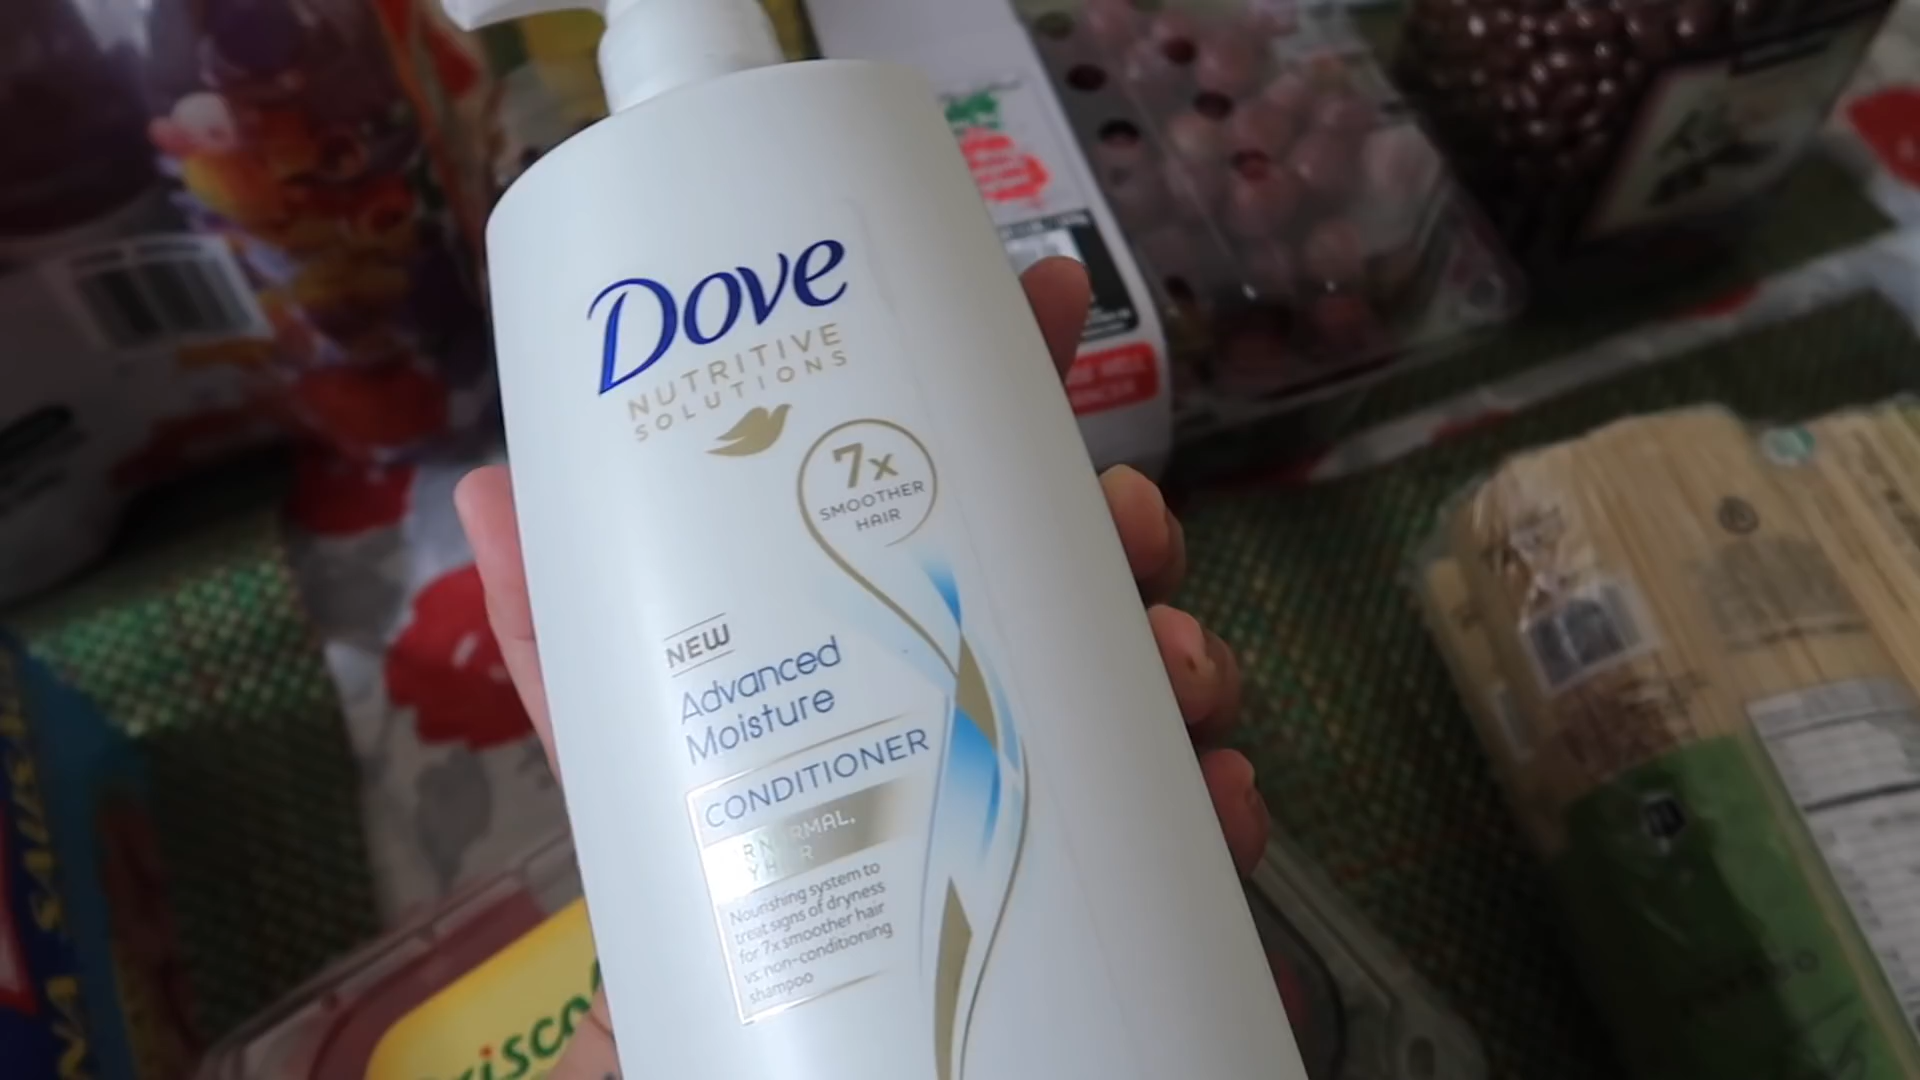 Dove
NUTRITIVE
SOLUTIONS
7x
SMOOTHER
HAIR
NEW
Advanced
Moisture
CONDITIONER
Nourishing system to
treat signs of dryness
for 7x smoother hair
vs. non-conditioning
shampoo